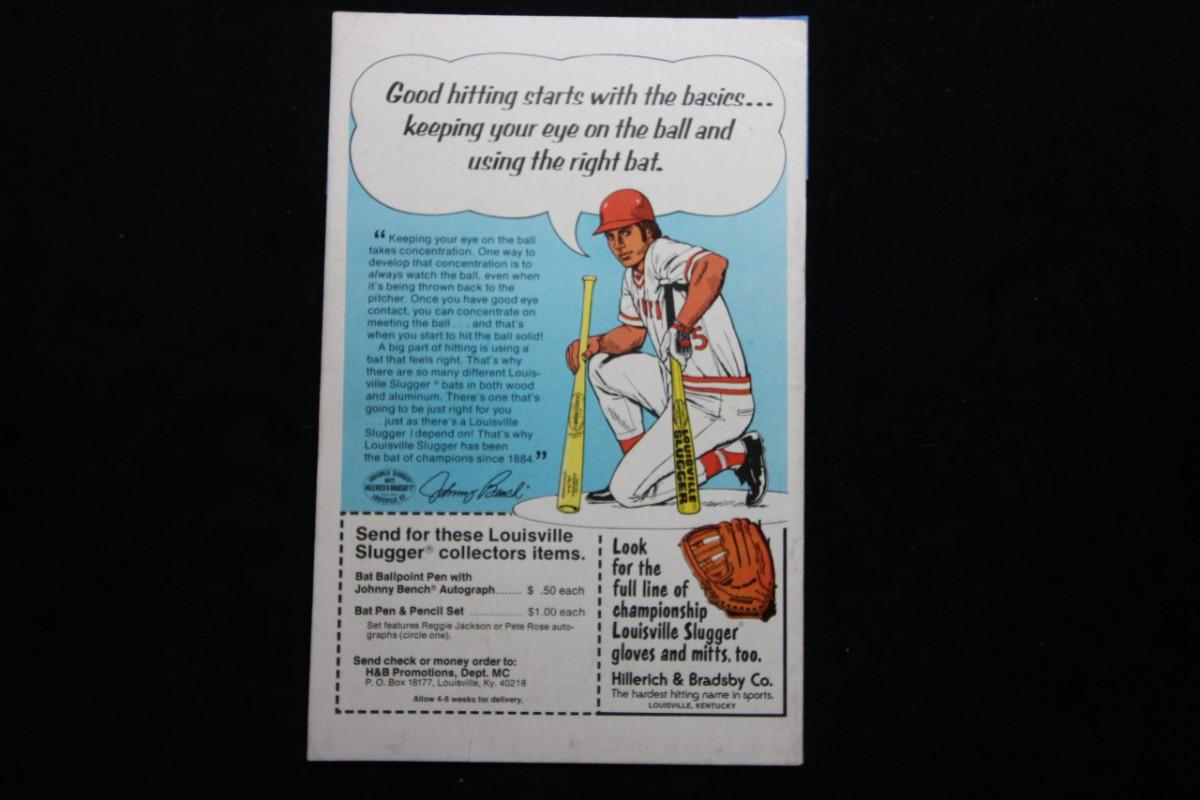 Good hitting starts with the basics...
keeping your eye on the ball and
using the right bat.
“ Keeping your eye on the ball
takes concentration. One way to
develop that concentration is to
always watch the ball, even when
it's being thrown back to the
pitcher. Once you have good eye
contact, you can concentrate on
meeting the ball . . . and that's
when you start to hit the ball solid!
A big part of hitting is using a
bat that feels right. That's why
there are so many different Louis-
ville Slugger ® bats in both wood
and aluminum. There's one that's
going to be just right for you
. . . just as there's a Louisville
Slugger I depend on! That's why
Louisville Slugger has been
the bat of champions since 1884.”
LOUISVILLE SLUGGER
BATS
HILLERICH & BRADSBY CO
LOUISVILLE, KY.
Johnny Bench
5
LOUISVILLE
SLUGGER
Send for these Louisville
Slugger® collectors items.
Bat Ballpoint Pen with
Johnny Bench® Autograph....... $ .50 each
Bat Pen & Pencil Set ................ $1.00 each
Set features Reggie Jackson or Pete Rose auto-
graphs (circle one).
Send check or money order to:
H&B Promotions, Dept. MC
P. O. Box 18177, Louisville, Ky. 40218
Allow 4-6 weeks for delivery.
Look
for the
full line of
championship
Louisville Slugger®
gloves and mitts, too.
Hillerich & Bradsby Co.
The hardest hitting name in sports.
LOUISVILLE, KENTUCKY